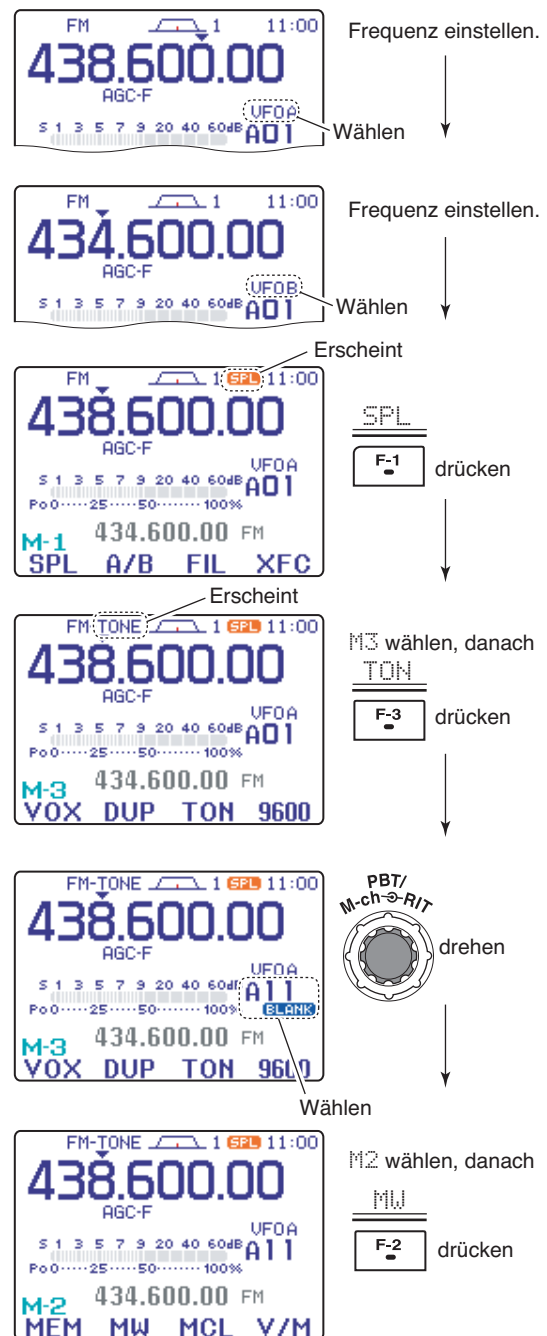 FM 1 11:00
Frequenz einstellen.
438.600.00
AGC-F
VFOA
S 1 3 5 7 9 20 40 60dB A01
Wählen
FM 1 11:00
Frequenz einstellen.
434.600.00
AGC-F
VFOB
S 1 3 5 7 9 20 40 60dB A01
Wählen
Erscheint
FM 1 SPL 11:00
438.600.00
AGC-F
VFOA
S 1 3 5 7 9 20 40 60dB A01
Po0····25····50·······100%
434.600.00 FM
M-1
SPL A/B FIL XFC
SPL
F-1
drücken
Erscheint
FM-TONE 1 SPL 11:00
438.600.00
AGC-F
VFOA
S 1 3 5 7 9 20 40 60dB A01
Po0····25····50·······100%
434.600.00 FM
M-3
VOX DUP TON 9600
M3 wählen, danach
TON
F-3
drücken
FM-TONE 1 SPL 11:00
438.600.00
AGC-F
VFOA
S 1 3 5 7 9 20 40 60dB A11
Po0····25····50·······100%
BLANK
434.600.00 FM
M-3
VOX DUP TON 9600
Wählen
PBT/
M-ch RIT
drehen
FM-TONE 1 SPL 11:00
438.600.00
AGC-F
VFOA
S 1 3 5 7 9 20 40 60dB A11
Po0····25····50·······100%
434.600.00 FM
M-2
MEM MW MCL V/M
M2 wählen, danach
MW
F-2
drücken